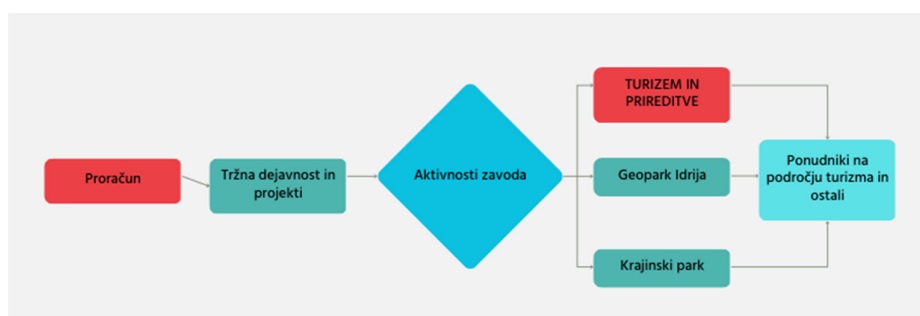 Proračun
Tržna dejavnost in
projekti
Aktivnosti zavoda
TURIZEM IN
PRIREDITVE
Geopark Idrija
Krajinski park
Ponudniki na
področju turizma in
ostali